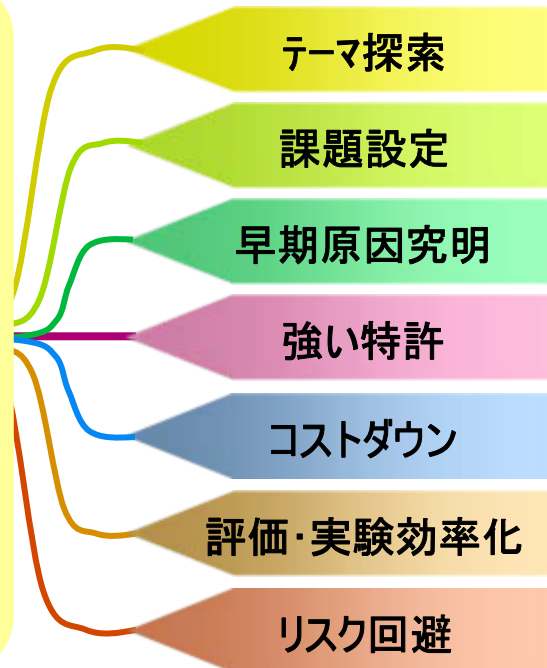 テーマ探索
課題設定
早期原因究明
強い特許
コストダウン
評価・実験効率化
リスク回避